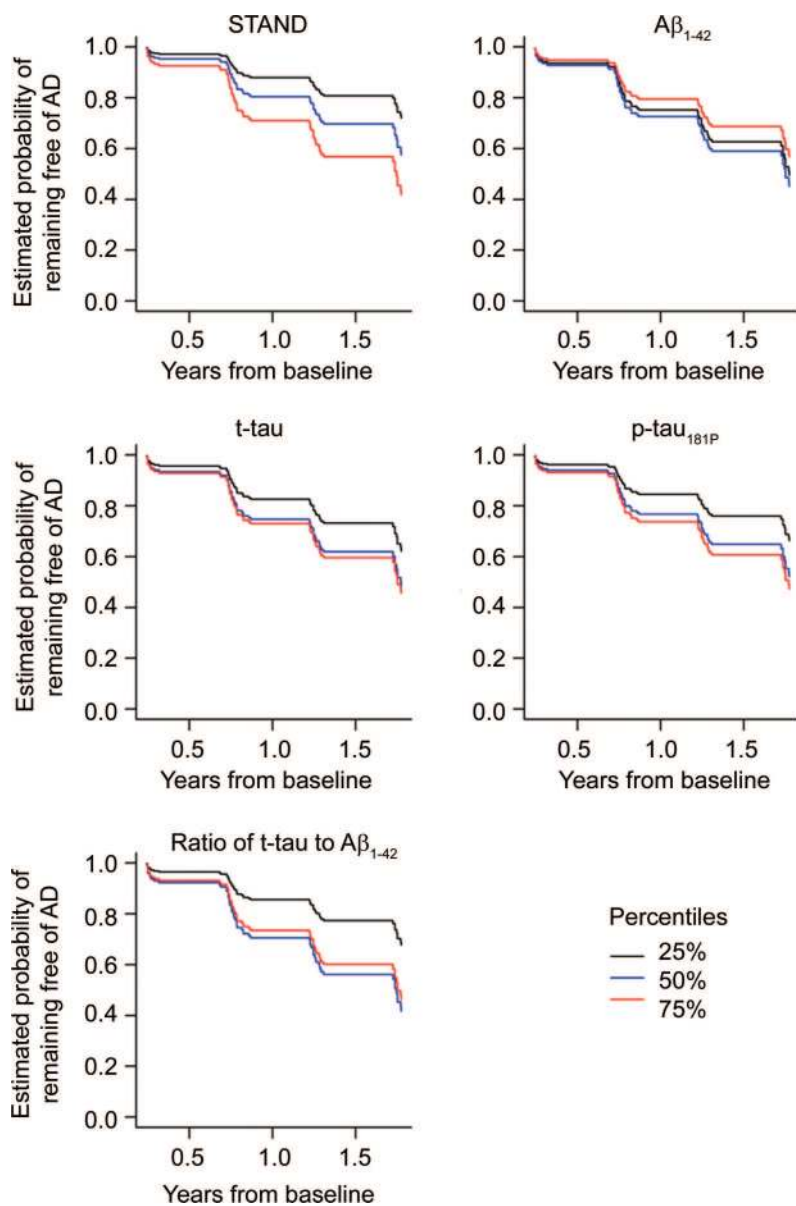 STAND
Estimated probability of
remaining free of AD
1.0
0.8
0.6
0.4
0.2
0.0
0.5 1.0 1.5
Years from baseline
Aβ1-42
1.0
0.8
0.6
0.4
0.2
0.0
0.5 1.0 1.5
Years from baseline
t-tau
Estimated probability of
remaining free of AD
1.0
0.8
0.6
0.4
0.2
0.0
0.5 1.0 1.5
Years from baseline
p-tau181P
1.0
0.8
0.6
0.4
0.2
0.0
0.5 1.0 1.5
Years from baseline
Ratio of t-tau to Aβ1-42
Estimated probability of
remaining free of AD
1.0
0.8
0.6
0.4
0.2
0.0
0.5 1.0 1.5
Years from baseline
Percentiles
25%
50%
75%